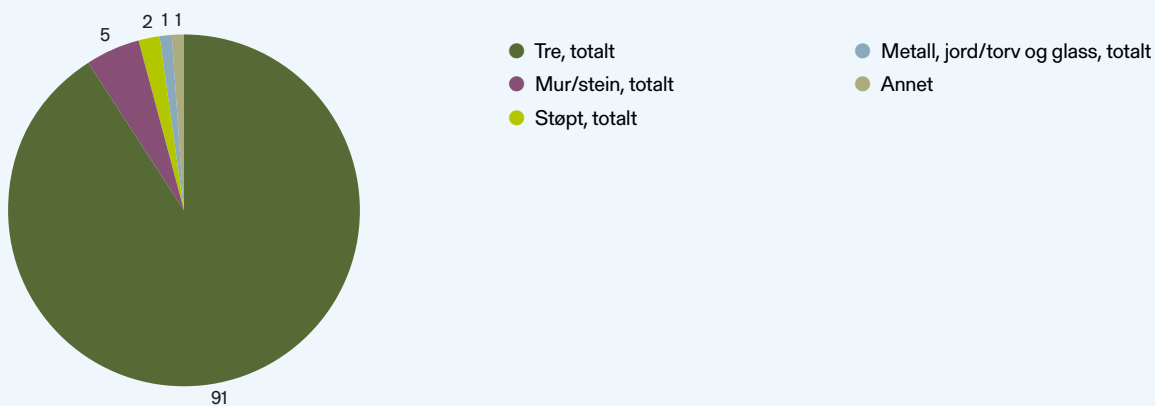 5
2
1
1
91
Tre, totalt
Mur/stein, totalt
Støpt, totalt
Metall, jord/torv og glass, totalt
Annet